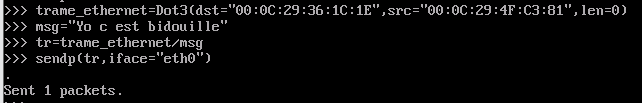 >>> trame_ethernet=Dot3(dst="00:0C:29:36:1C:1E",src="00:0C:29:4F:C3:81",len=0)
>>> msg="Yo c est bidouille"
>>> tr=trame_ethernet/msg
>>> sendp(tr,iface="eth0")
.
Sent 1 packets.